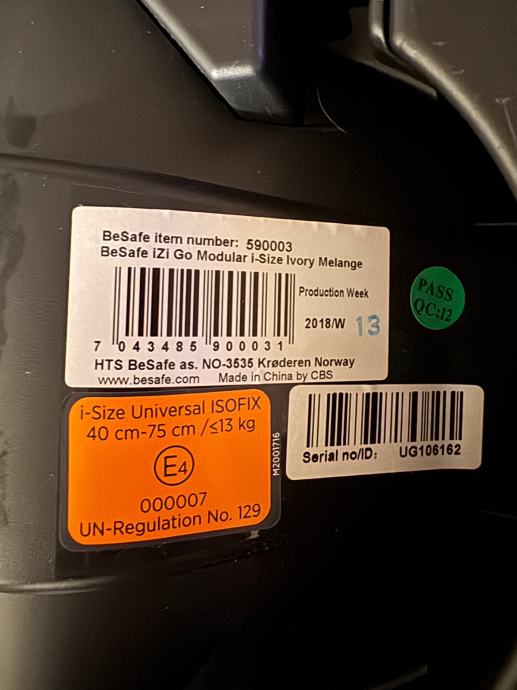 BeSafe item number: 590003
BeSafe iZi Go Modular i-Size Ivory Melange
Production Week
2018/W 13
7 043485 900031
HTS BeSafe as. NO-3535 Krøderen Norway
www.besafe.com Made in China by CBS
PASS
QC:12
i-Size Universal ISOFIX
40 cm-75 cm /≤13 kg
E4
000007
UN-Regulation No. 129
M2001716
Serial no/ID: UG106162